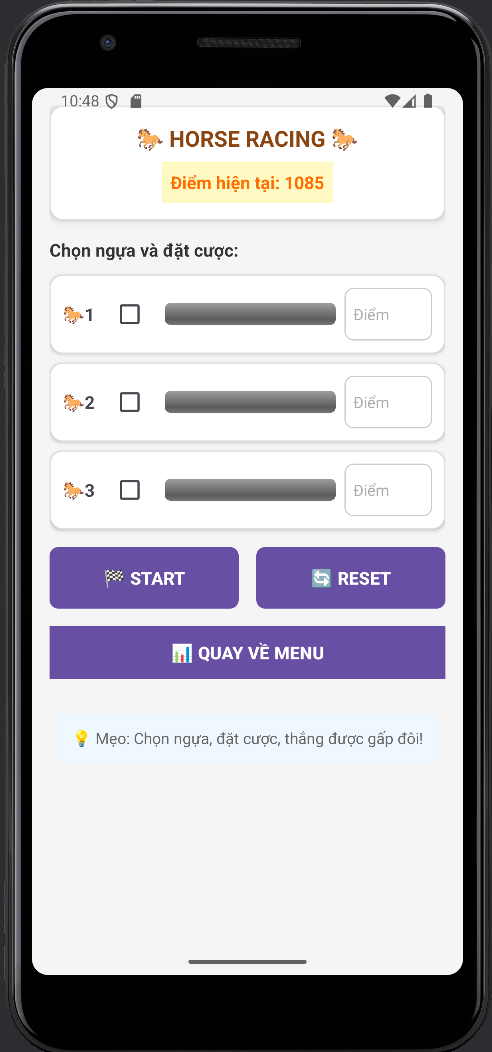 10:48
🐎 HORSE RACING 🐎
Điểm hiện tại: 1085
Chọn ngựa và đặt cược:
🐎1 Điểm
🐎2 Điểm
🐎3 Điểm
🏁 START 🔄 RESET
📊 QUAY VỀ MENU
💡 Mẹo: Chọn ngựa, đặt cược, thắng được gấp đôi!